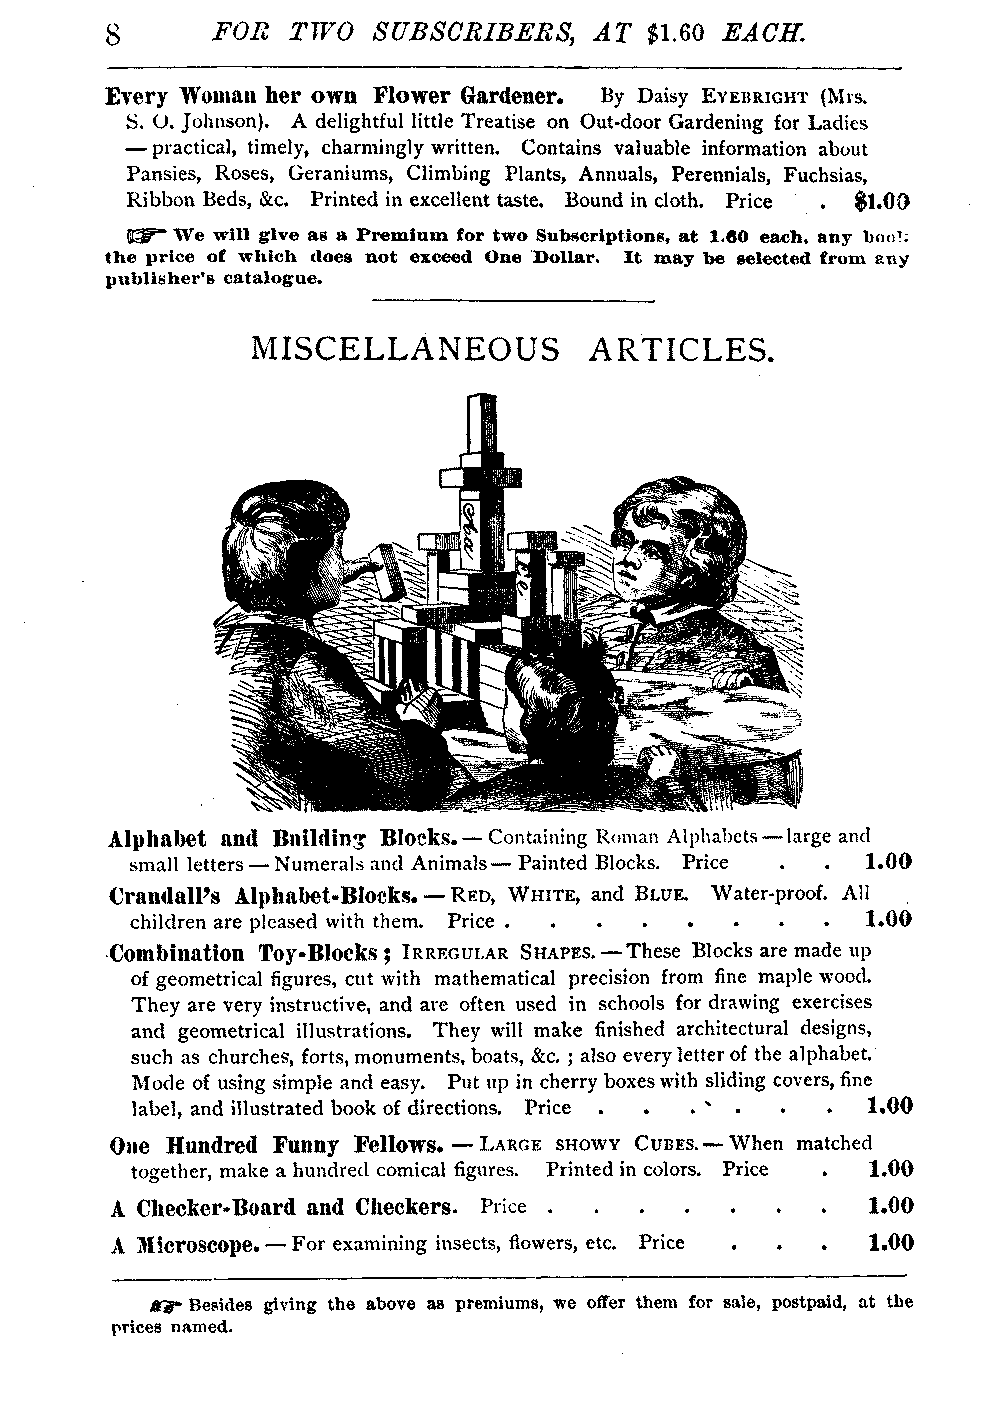 8 FOR TWO SUBSCRIBERS, AT $1.60 EACH.
Every Woman her own Flower Gardener. By Daisy EYEBRIGHT (Mrs.
S. O. Johnson). A delightful little Treatise on Out-door Gardening for Ladies
— practical, timely, charmingly written. Contains valuable information about
Pansies, Roses, Geraniums, Climbing Plants, Annuals, Perennials, Fuchsias,
Ribbon Beds, &c. Printed in excellent taste. Bound in cloth. Price . $1.00
☞ We will give as a Premium for two Subscriptions, at 1.60 each, any book
the price of which does not exceed One Dollar. It may be selected from any
publisher's catalogue.
MISCELLANEOUS ARTICLES.
Alphabet and Building Blocks. — Containing Roman Alphabets — large and
small letters — Numerals and Animals — Painted Blocks. Price . . 1.00
Crandall's Alphabet-Blocks. — RED, WHITE, and BLUE. Water-proof. All
children are pleased with them. Price . . . . . . . . 1.00
Combination Toy-Blocks; IRREGULAR SHAPES. — These Blocks are made up
of geometrical figures, cut with mathematical precision from fine maple wood.
They are very instructive, and are often used in schools for drawing exercises
and geometrical illustrations. They will make finished architectural designs,
such as churches, forts, monuments, boats, &c. ; also every letter of the alphabet.
Mode of using simple and easy. Put up in cherry boxes with sliding covers, fine
label, and illustrated book of directions. Price . . . . . . 1.00
One Hundred Funny Fellows. — LARGE SHOWY CUBES. — When matched
together, make a hundred comical figures. Printed in colors. Price . 1.00
A Checker-Board and Checkers. Price . . . . . . . 1.00
A Microscope. — For examining insects, flowers, etc. Price . . . 1.00
☞ Besides giving the above as premiums, we offer them for sale, postpaid, at the
prices named.